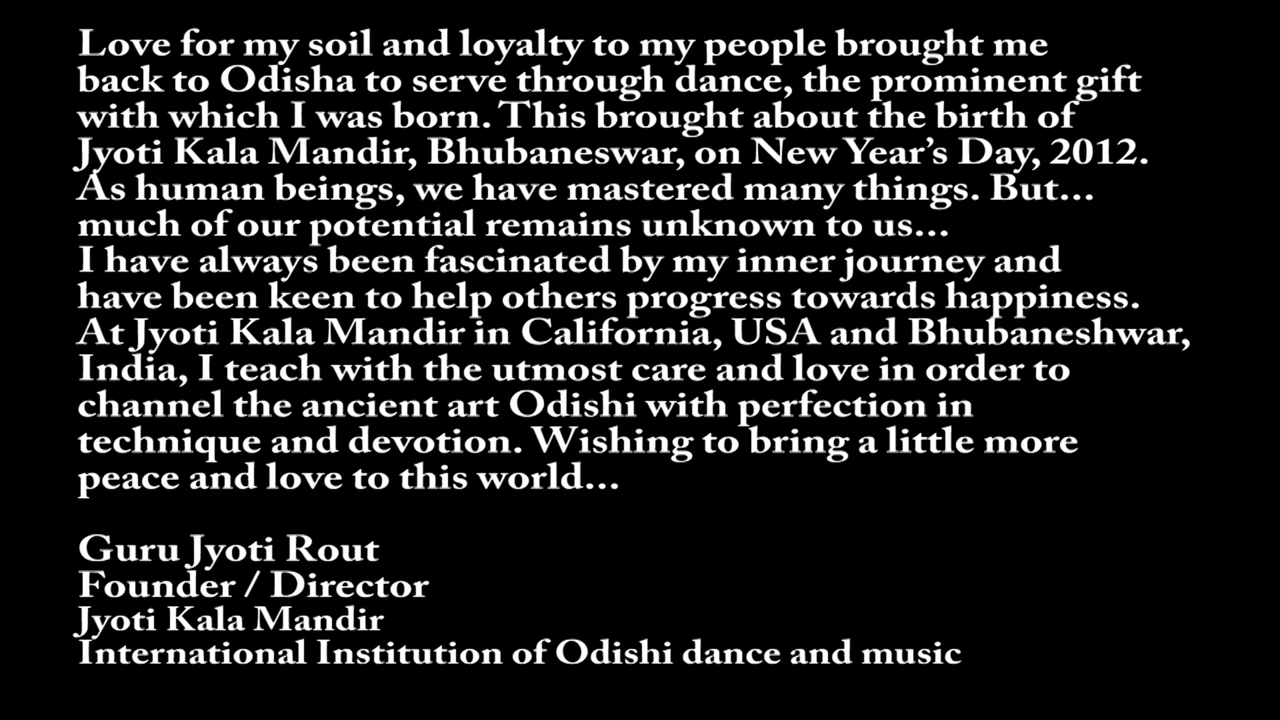 Love for my soil and loyalty to my people brought me
back to Odisha to serve through dance, the prominent gift
with which I was born. This brought about the birth of
Jyoti Kala Mandir, Bhubaneswar, on New Year’s Day, 2012.
As human beings, we have mastered many things. But...
much of our potential remains unknown to us...
I have always been fascinated by my inner journey and
have been keen to help others progress towards happiness.
At Jyoti Kala Mandir in California, USA and Bhubaneshwar,
India, I teach with the utmost care and love in order to
channel the ancient art Odishi with perfection in
technique and devotion. Wishing to bring a little more
peace and love to this world...
Guru Jyoti Rout
Founder / Director
Jyoti Kala Mandir
International Institution of Odishi dance and music